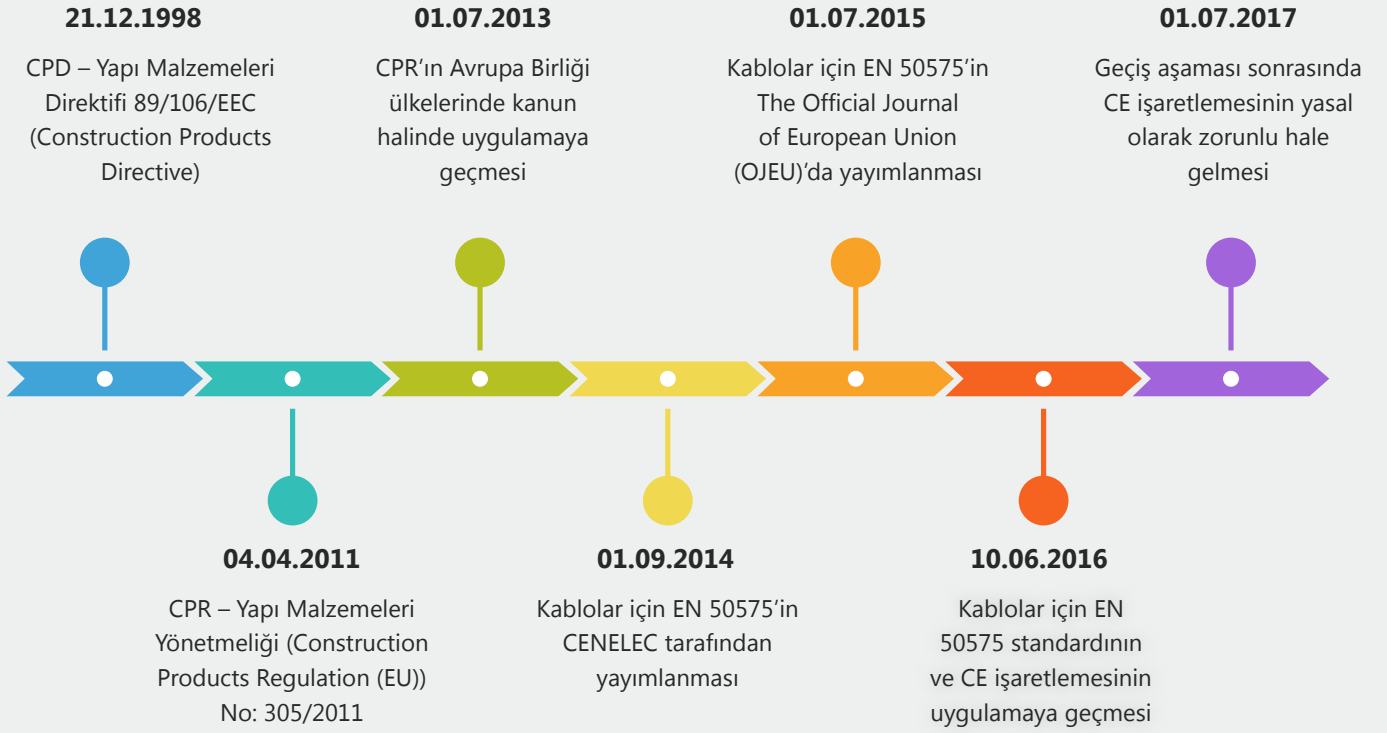 21.12.1998
CPD – Yapı Malzemeleri
Direktifi 89/106/EEC
(Construction Products
Directive)
04.04.2011
CPR – Yapı Malzemeleri
Yönetmeliği (Construction
Products Regulation (EU))
No: 305/2011
01.07.2013
CPR’ın Avrupa Birliği
ülkelerinde kanun
halinde uygulamaya
geçmesi
01.09.2014
Kablolar için EN 50575’in
CENELEC tarafından
yayımlanması
01.07.2015
Kablolar için EN 50575’in
The Official Journal
of European Union
(OJEU)‘da yayımlanması
10.06.2016
Kablolar için EN
50575 standardının
ve CE işaretlemesinin
uygulamaya geçmesi
01.07.2017
Geçiş aşaması sonrasında
CE işaretlemesinin yasal
olarak zorunlu hale
gelmesi